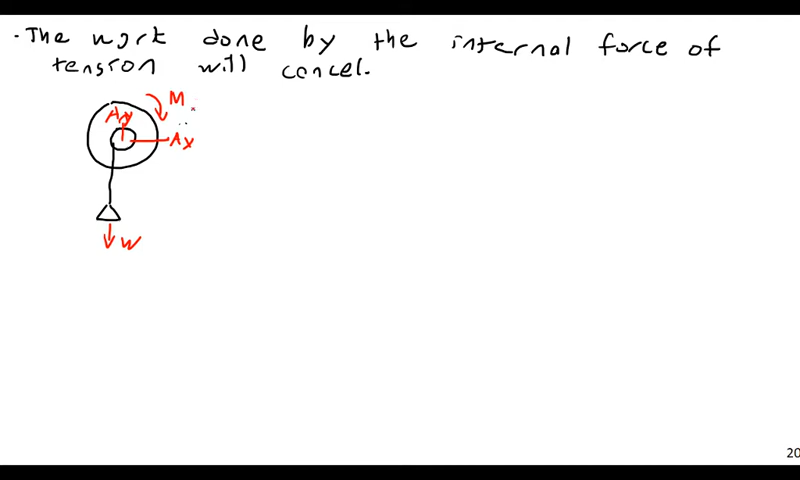 . The work done by the internal force of
tension will cancel.
M
Ay
Ax
W
20